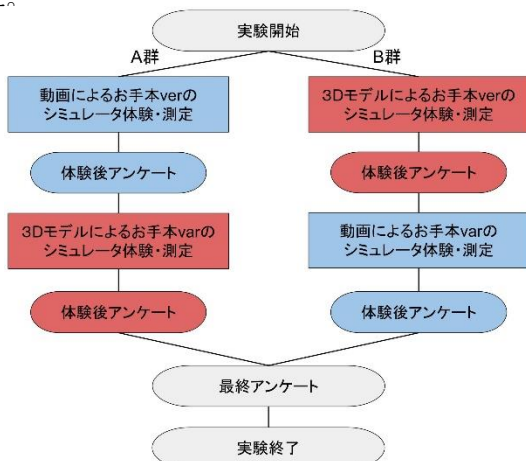 た。
実験開始
A群
B群
動画によるお手本verの
シミュレータ体験・測定
3Dモデルによるお手本verの
シミュレータ体験・測定
体験後アンケート
体験後アンケート
3Dモデルによるお手本varの
シミュレータ体験・測定
動画によるお手本varの
シミュレータ体験・測定
体験後アンケート
体験後アンケート
最終アンケート
実験終了